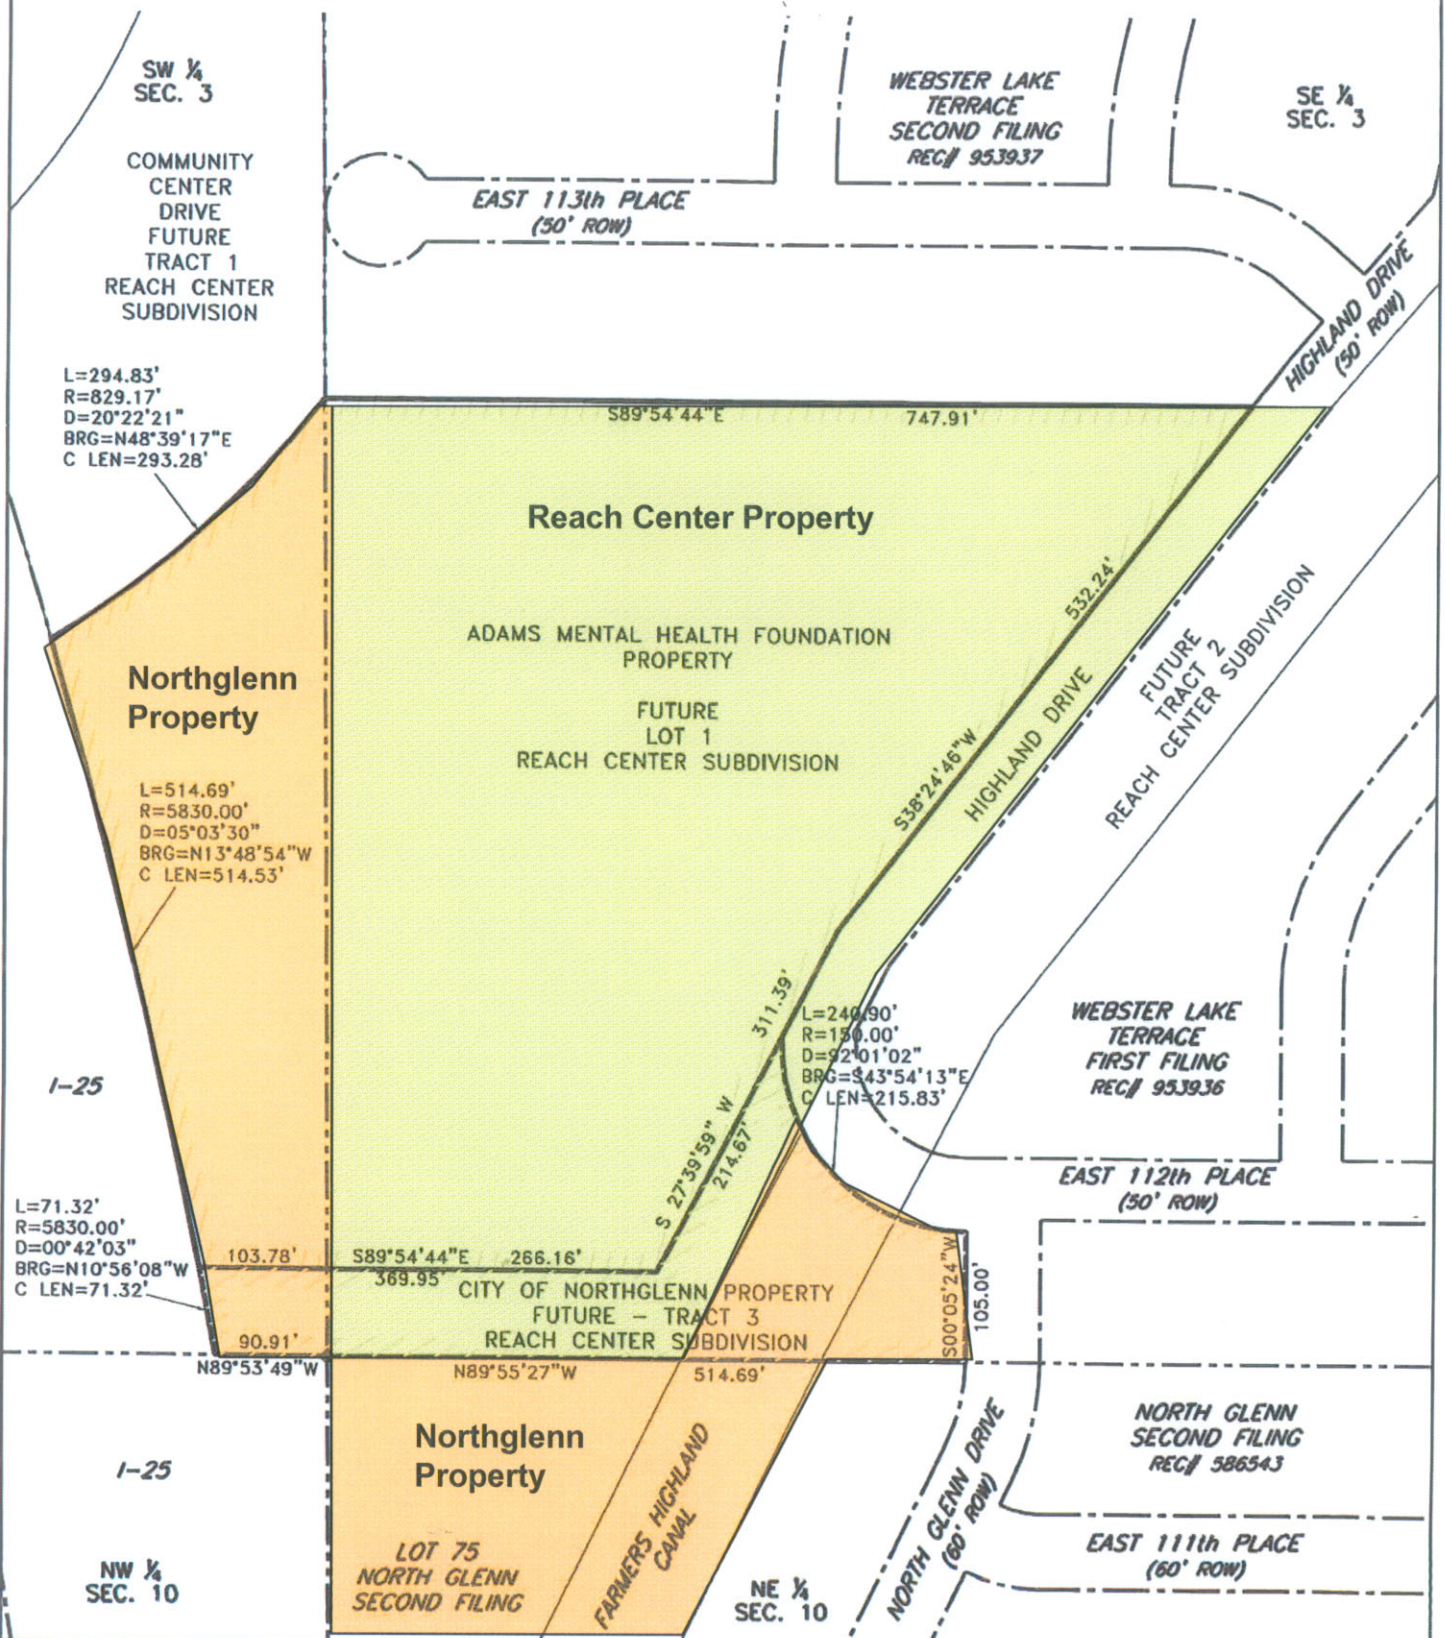 SW ¼
SEC. 3
WEBSTER LAKE
TERRACE
SECOND FILING
REC# 953937
SE ¼
SEC. 3
COMMUNITY
CENTER
DRIVE
FUTURE
TRACT 1
REACH CENTER
SUBDIVISION
EAST 113th PLACE
(50' ROW)
HIGHLAND DRIVE
(50' ROW)
L=294.83'
R=829.17'
D=20°22'21"
BRG=N48°39'17"E
C LEN=293.28'
S89°54'44"E 747.91'
Reach Center Property
ADAMS MENTAL HEALTH FOUNDATION
PROPERTY
FUTURE
LOT 1
REACH CENTER SUBDIVISION
532.24'
S38°24'46"W
HIGHLAND DRIVE
FUTURE
TRACT 2
REACH CENTER SUBDIVISION
Northglenn
Property
L=514.69'
R=5830.00'
D=05°03'30"
BRG=N13°48'54"W
C LEN=514.53'
311.39'
L=240.90'
R=150.00'
D=92°01'02"
BRG=S43°54'13"E
C LEN=215.83'
WEBSTER LAKE
TERRACE
FIRST FILING
REC# 953936
I-25
S 27°39'59" W
214.67'
EAST 112th PLACE
(50' ROW)
L=71.32'
R=5830.00'
D=00°42'03"
BRG=N10°56'08"W
C LEN=71.32'
103.78'
S89°54'44"E 266.16'
369.95'
CITY OF NORTHGLENN PROPERTY
FUTURE - TRACT 3
REACH CENTER SUBDIVISION
S00°05'24"W
105.00'
90.91'
N89°53'49"W
N89°55'27"W
514.69'
Northglenn
Property
I-25
NW ¼
SEC. 10
LOT 75
NORTH GLENN
SECOND FILING
FARMERS HIGHLAND
CANAL
NE ¼
SEC. 10
NORTH GLENN DRIVE
(60' ROW)
NORTH GLENN
SECOND FILING
REC# 586543
EAST 111th PLACE
(60' ROW)